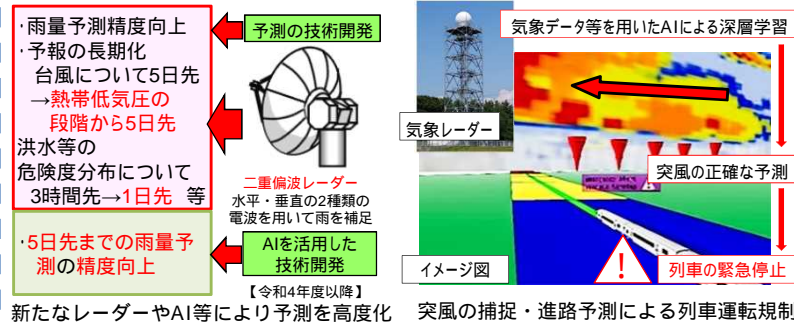 ・雨量予測精度向上
・予報の長期化
台風について5日先
→熱帯低気圧の
段階から5日先
洪水等の
危険度分布について
3時間先→1日先 等
予測の技術開発
二重偏波レーダー
水平・垂直の2種類の
電波を用いて雨を補足
・5日先までの雨量予
測の精度向上
AIを活用した
技術開発
【令和4年度以降】
新たなレーダーやAI等により予測を高度化
気象データ等を用いたAIによる深層学習
気象レーダー
突風の正確な予測
イメージ図
!
列車の緊急停止
突風の捕捉・進路予測による列車運転規制